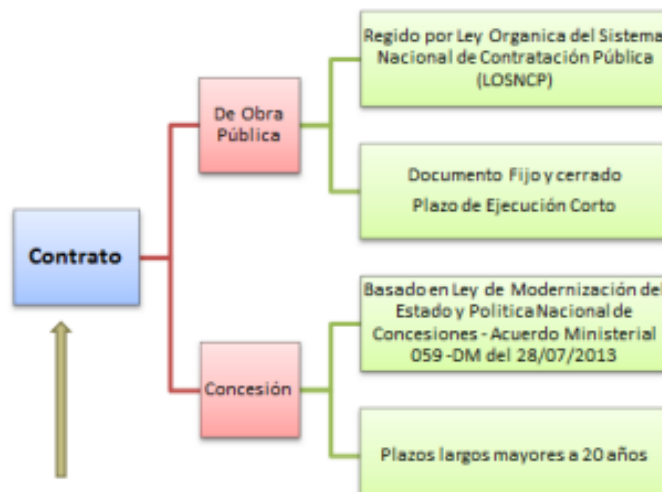 Contrato
De Obra
Pública
Regido por Ley Organica del Sistema
Nacional de Contratación Pública
(LOSNCP)
Documento Fijo y cerrado
Plazo de Ejecución Corto
Concesión
Basado en Ley de Modernización del
Estado y Politica Nacional de
Concesiones - Acuerdo Ministerial
059 -DM del 28/07/2013
Plazos largos mayores a 20 años